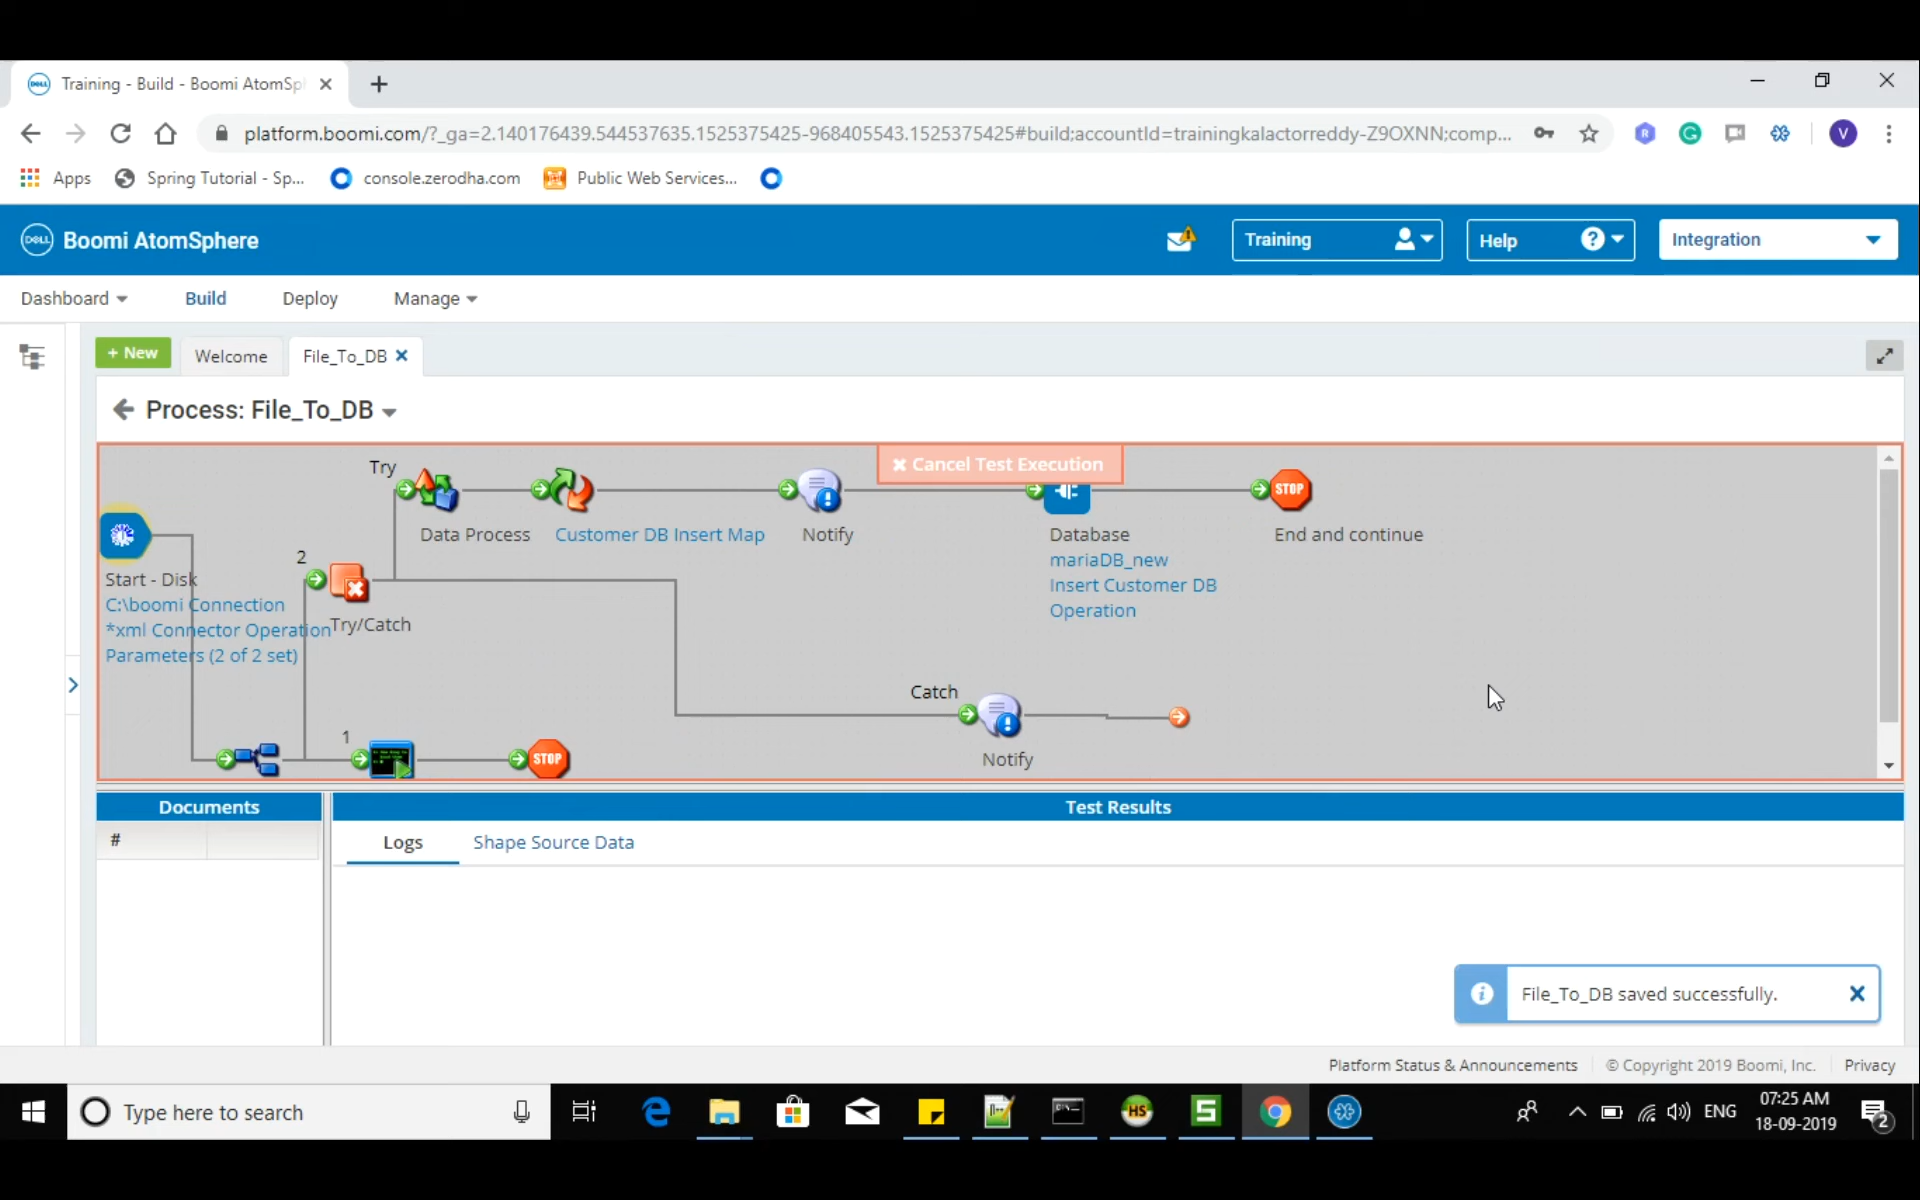 Training - Build - Boomi AtomSp
platform.boomi.com/?_ga=2.140176439.544537635.1525375425-968405543.1525375425#build;accountId=trainingkalactorreddy-Z9OXNN;comp...
V
Apps
Spring Tutorial - Sp...
console.zerodha.com
Public Web Services...
DELL
Boomi AtomSphere
Training
Help
Integration
Dashboard
Build
Deploy
Manage
+ New
Welcome
File_To_DB
Process: File_To_DB
Cancel Test Execution
Try
STOP
Data Process
Customer DB Insert Map
Notify
Database
mariaDB_new
Insert Customer DB
Operation
End and continue
2
Start - Disk
C:\boomi Connection
*xml Connector Operation
Parameters (2 of 2 set)
Try/Catch
Catch
Notify
1
STOP
Documents
Test Results
#
Logs
Shape Source Data
File_To_DB saved successfully.
Platform Status & Announcements
© Copyright 2019 Boomi, Inc.
Privacy
Type here to search
HS
S
ENG
07:25 AM
18-09-2019
2